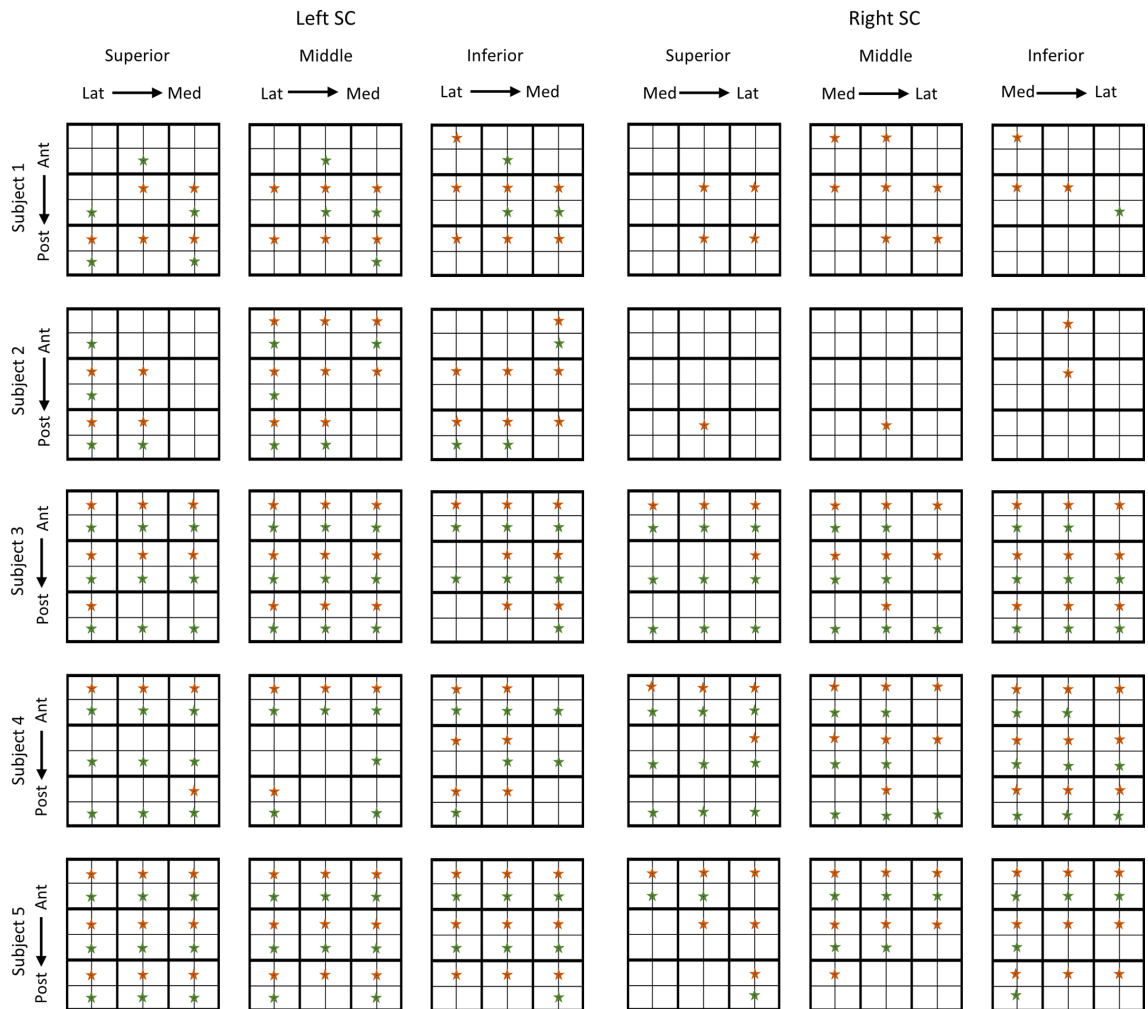 Left SC Right SC
Superior Middle Inferior Superior Middle Inferior
Lat Med Lat Med Lat Med Med Lat Med Lat Med Lat
Subject 1
Post Ant
Subject 2
Post Ant
Subject 3
Post Ant
Subject 4
Post Ant
Subject 5
Post Ant